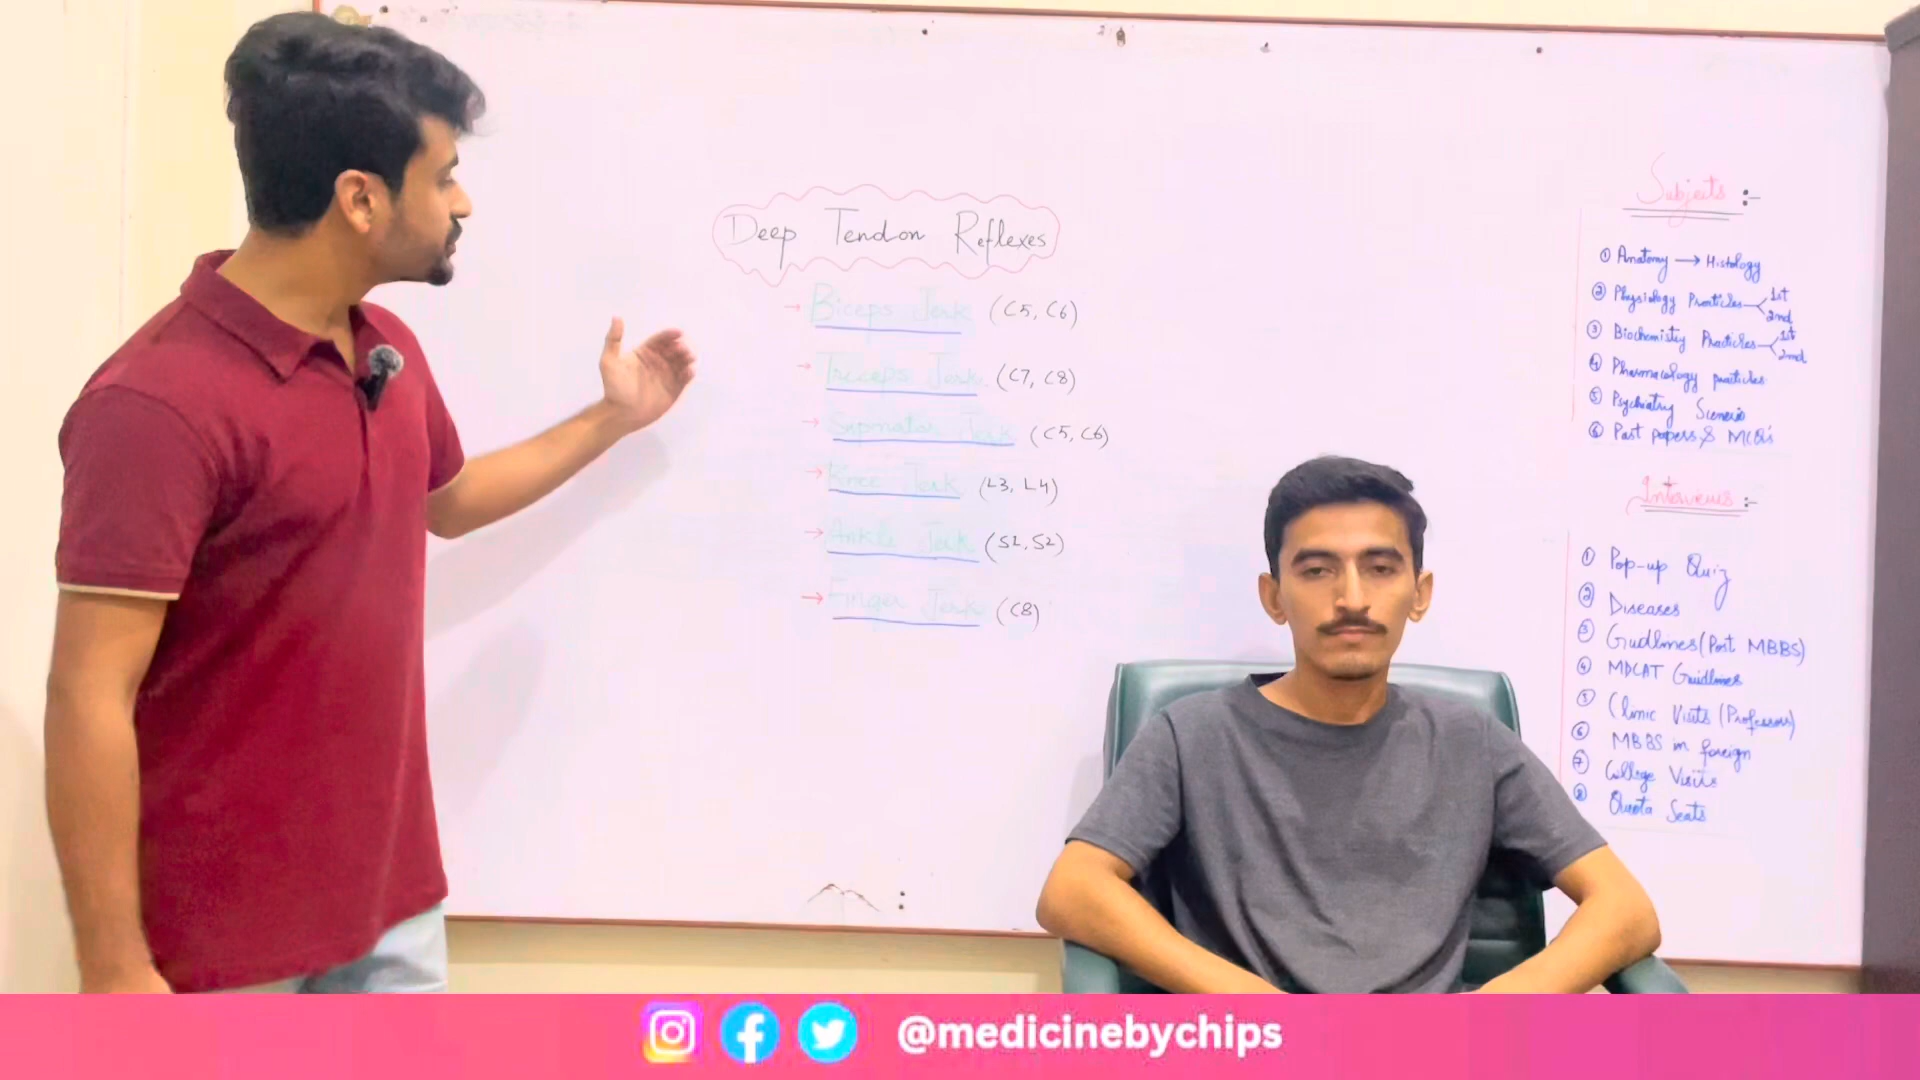 Deep Tendon Reflexes
→ Biceps Jerk (C5, C6)
→ Triceps Jerk (C7, C8)
→ Supinator Jerk (C5, C6)
→ Knee Jerk (L3, L4)
→ Ankle Jerk (S1, S2)
→ Finger Jerk (C8)
Subjects :-
① Anatomy → Histology
② Physiology Practicles 1st 2nd
③ Biochemistry Practicles 1st 2nd
④ Pharmacology practicles
⑤ Psychiatry Scenerio
⑥ Past papers & MCQ's
Interviews :-
① Pop-up Quiz
② Diseases
③ Gudlines (Post MBBS)
④ MDCAT Guidlines
⑤ Clinic Visits (Professors)
⑥ MBBS in foreign
⑦ College Visits
⑧ Quota Seats
@medicinebychips